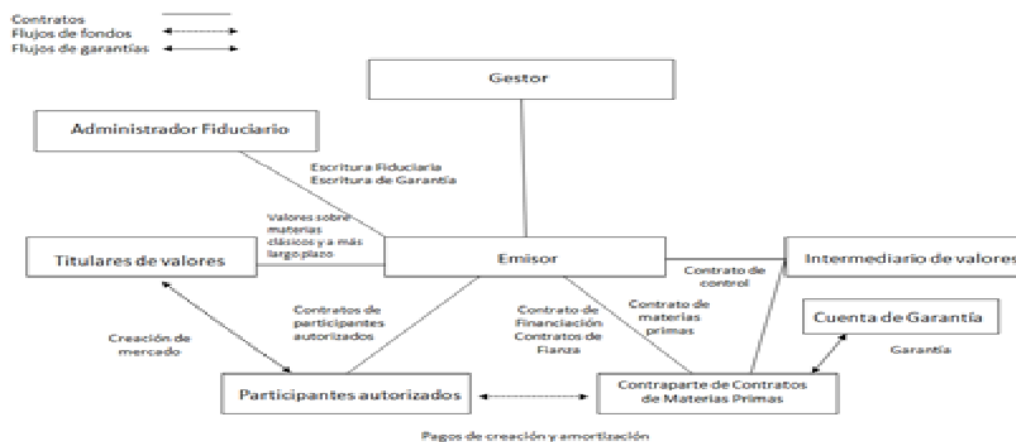 Contratos
Flujos de fondos
Flujos de garantías
Gestor
Administrador Fiduciario
Escritura Fiduciaria
Escritura de Garantía
Valores sobre
materias
clásicos y a más
largo plazo
Titulares de valores
Emisor
Intermediario de valores
Contrato de
control
Contratos de
participantes
autorizados
Contrato de
Financiación
Contratos de
Fianza
Contrato de
materias
primas
Cuenta de Garantía
Creación de
mercado
Garantía
Participantes autorizados
Contraparte de Contratos
de Materias Primas
Pagos de creación y amortización